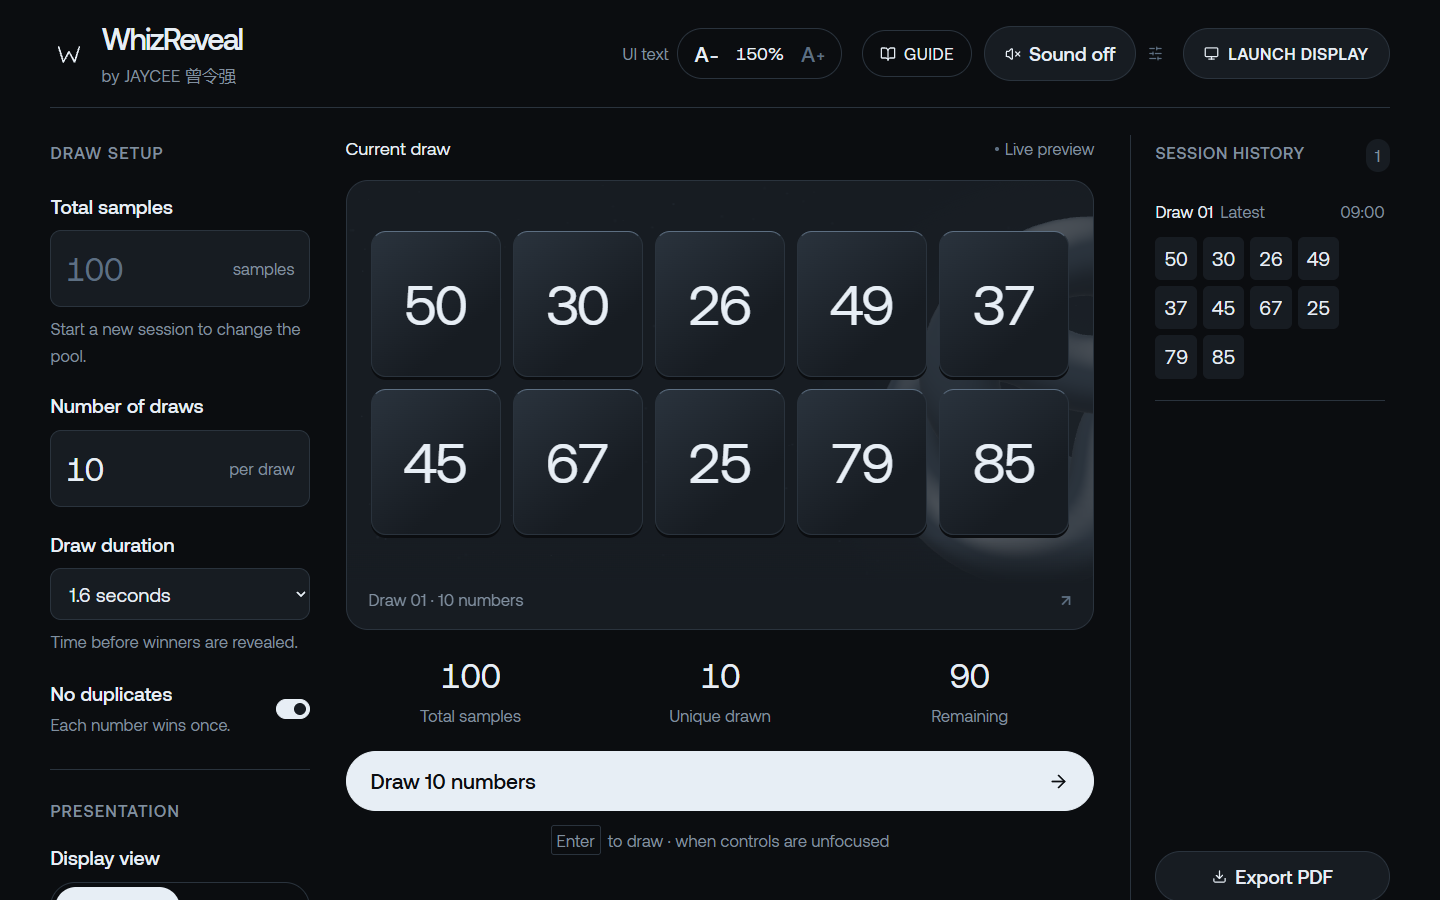 WhizReveal
by JAYCEE 曾令强
UI text A- 150% A+
GUIDE
Sound off
LAUNCH DISPLAY
DRAW SETUP
Total samples
100 samples
Start a new session to change the
pool.
Number of draws
10 per draw
Draw duration
1.6 seconds
Time before winners are revealed.
No duplicates
Each number wins once.
PRESENTATION
Display view
Current draw
• Live preview
50 30 26 49 37
45 67 25 79 85
Draw 01 · 10 numbers
100 10 90
Total samples Unique drawn Remaining
Draw 10 numbers
Enter to draw · when controls are unfocused
SESSION HISTORY 1
Draw 01 Latest 09:00
50 30 26 49
37 45 67 25
79 85
Export PDF